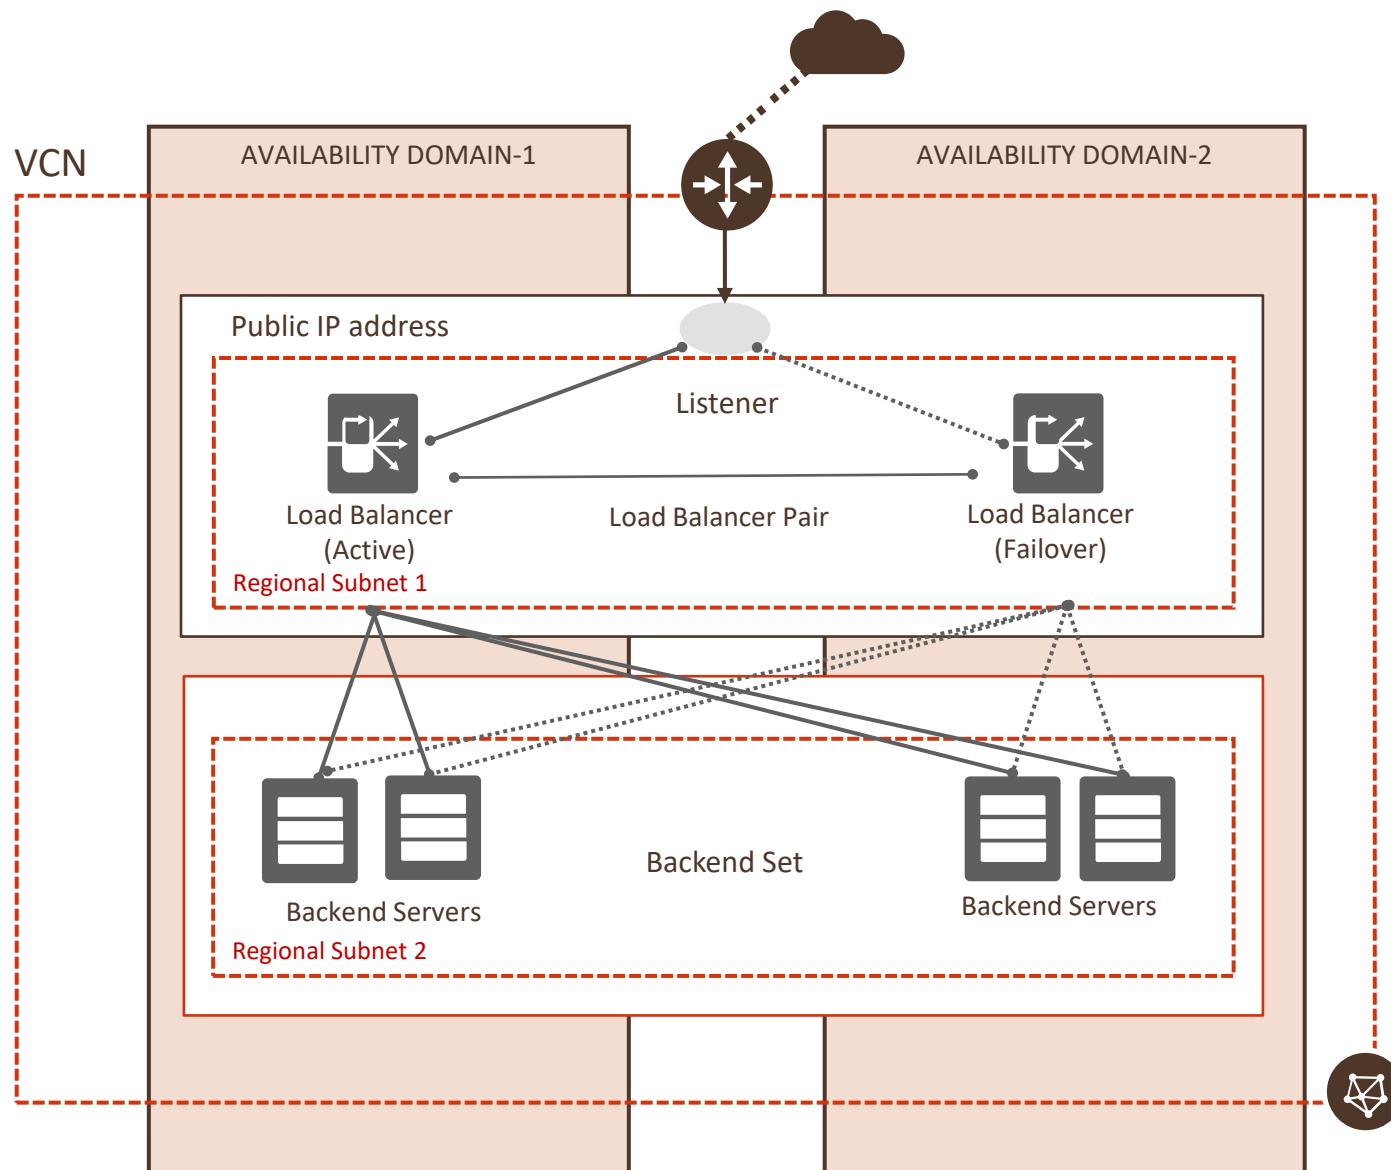 VCN
AVAILABILITY DOMAIN-1
AVAILABILITY DOMAIN-2
Public IP address
Listener
Load Balancer
(Active)
Load Balancer Pair
Load Balancer
(Failover)
Regional Subnet 1
Backend Set
Backend Servers
Backend Servers
Regional Subnet 2